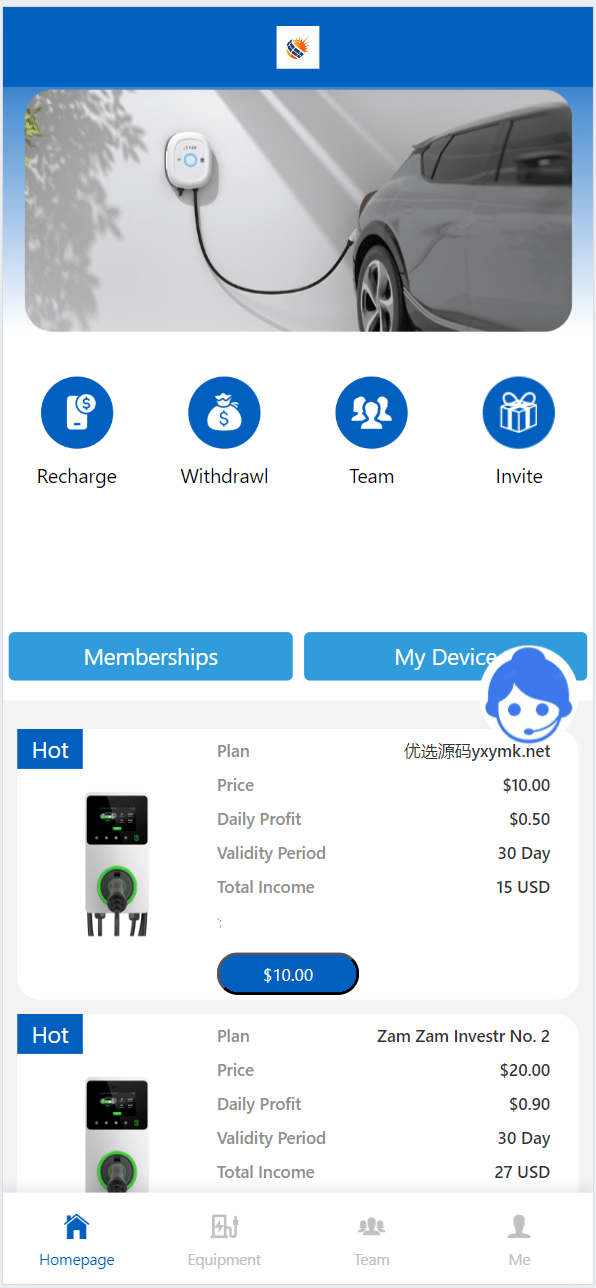 Recharge
Withdrawl
Team
Invite
Memberships
My Device
Hot
Plan 优选源码yxymk.net
Price $10.00
Daily Profit $0.50
Validity Period 30 Day
Total Income 15 USD
';
$10.00
Hot
Plan Zam Zam Investr No. 2
Price $20.00
Daily Profit $0.90
Validity Period 30 Day
Total Income 27 USD
Homepage
Equipment
Team
Me